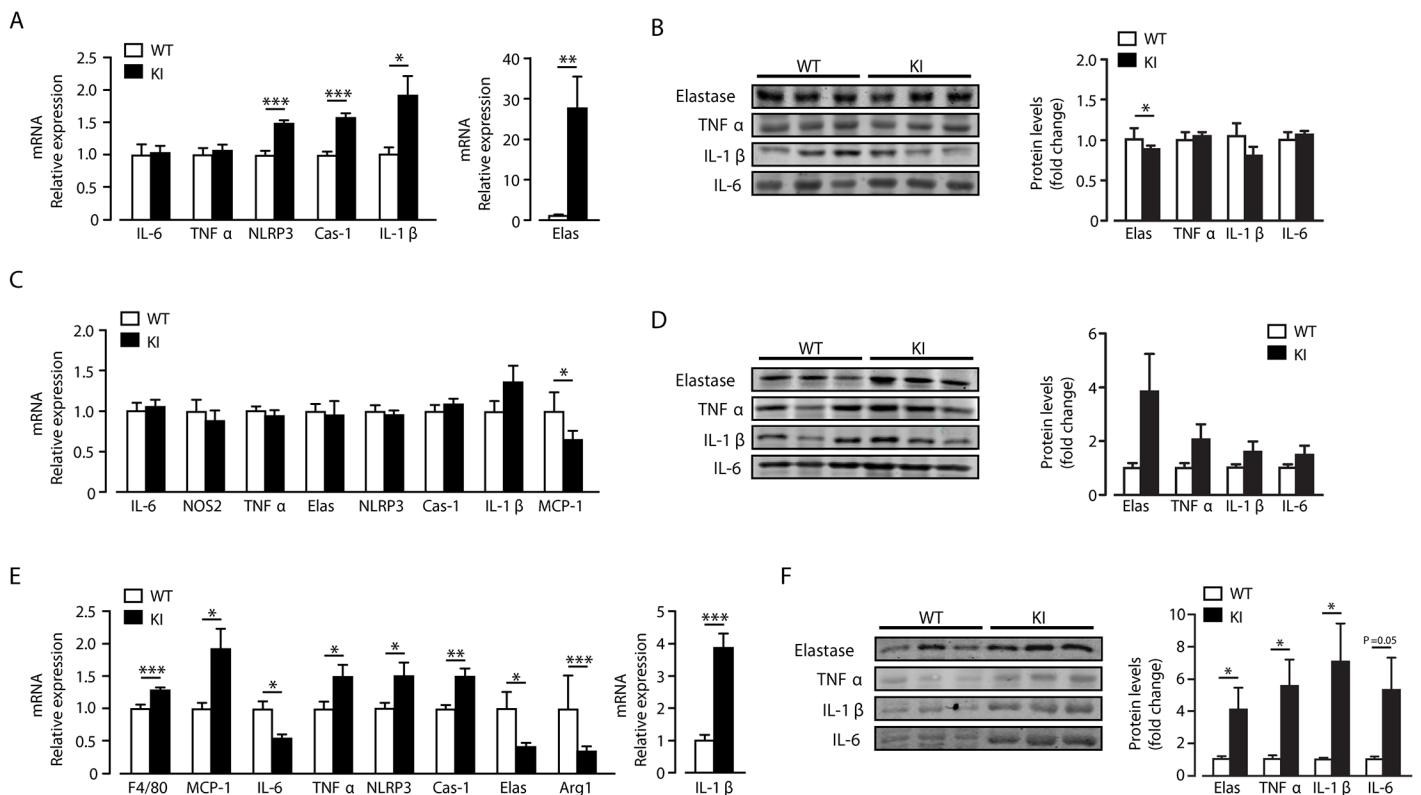 A
WT
KI
mRNA
Relative expression
2.5
2.0
1.5
1.0
0.5
0
***
***
*
IL-6 TNF α NLRP3 Cas-1 IL-1 β
mRNA
Relative expression
40
30
20
10
0
**
Elas
B
WT KI
Elastase
TNF α
IL-1 β
IL-6
WT
KI
Protein levels
(fold change)
2.0
1.5
1.0
0.5
0
*
Elas TNF α IL-1 β IL-6
C
WT
KI
mRNA
Relative expression
2.0
1.5
1.0
0.5
0
*
IL-6 NOS2 TNF α Elas NLRP3 Cas-1 IL-1 β MCP-1
D
WT KI
Elastase
TNF α
IL-1 β
IL-6
WT
KI
Protein levels
(fold change)
6
4
2
0
Elas TNF α IL-1 β IL-6
E
WT
KI
mRNA
Relative expression
2.5
2.0
1.5
1.0
0.5
0
***
*
*
*
*
**
*
***
F4/80 MCP-1 IL-6 TNF α NLRP3 Cas-1 Elas Arg1
mRNA
Relative expression
5
4
3
2
1
0
***
IL-1 β
F
WT KI
Elastase
TNF α
IL-1 β
IL-6
WT
KI
Protein levels
(fold change)
10
8
6
4
2
0
*
*
*
P =0.05
Elas TNF α IL-1 β IL-6